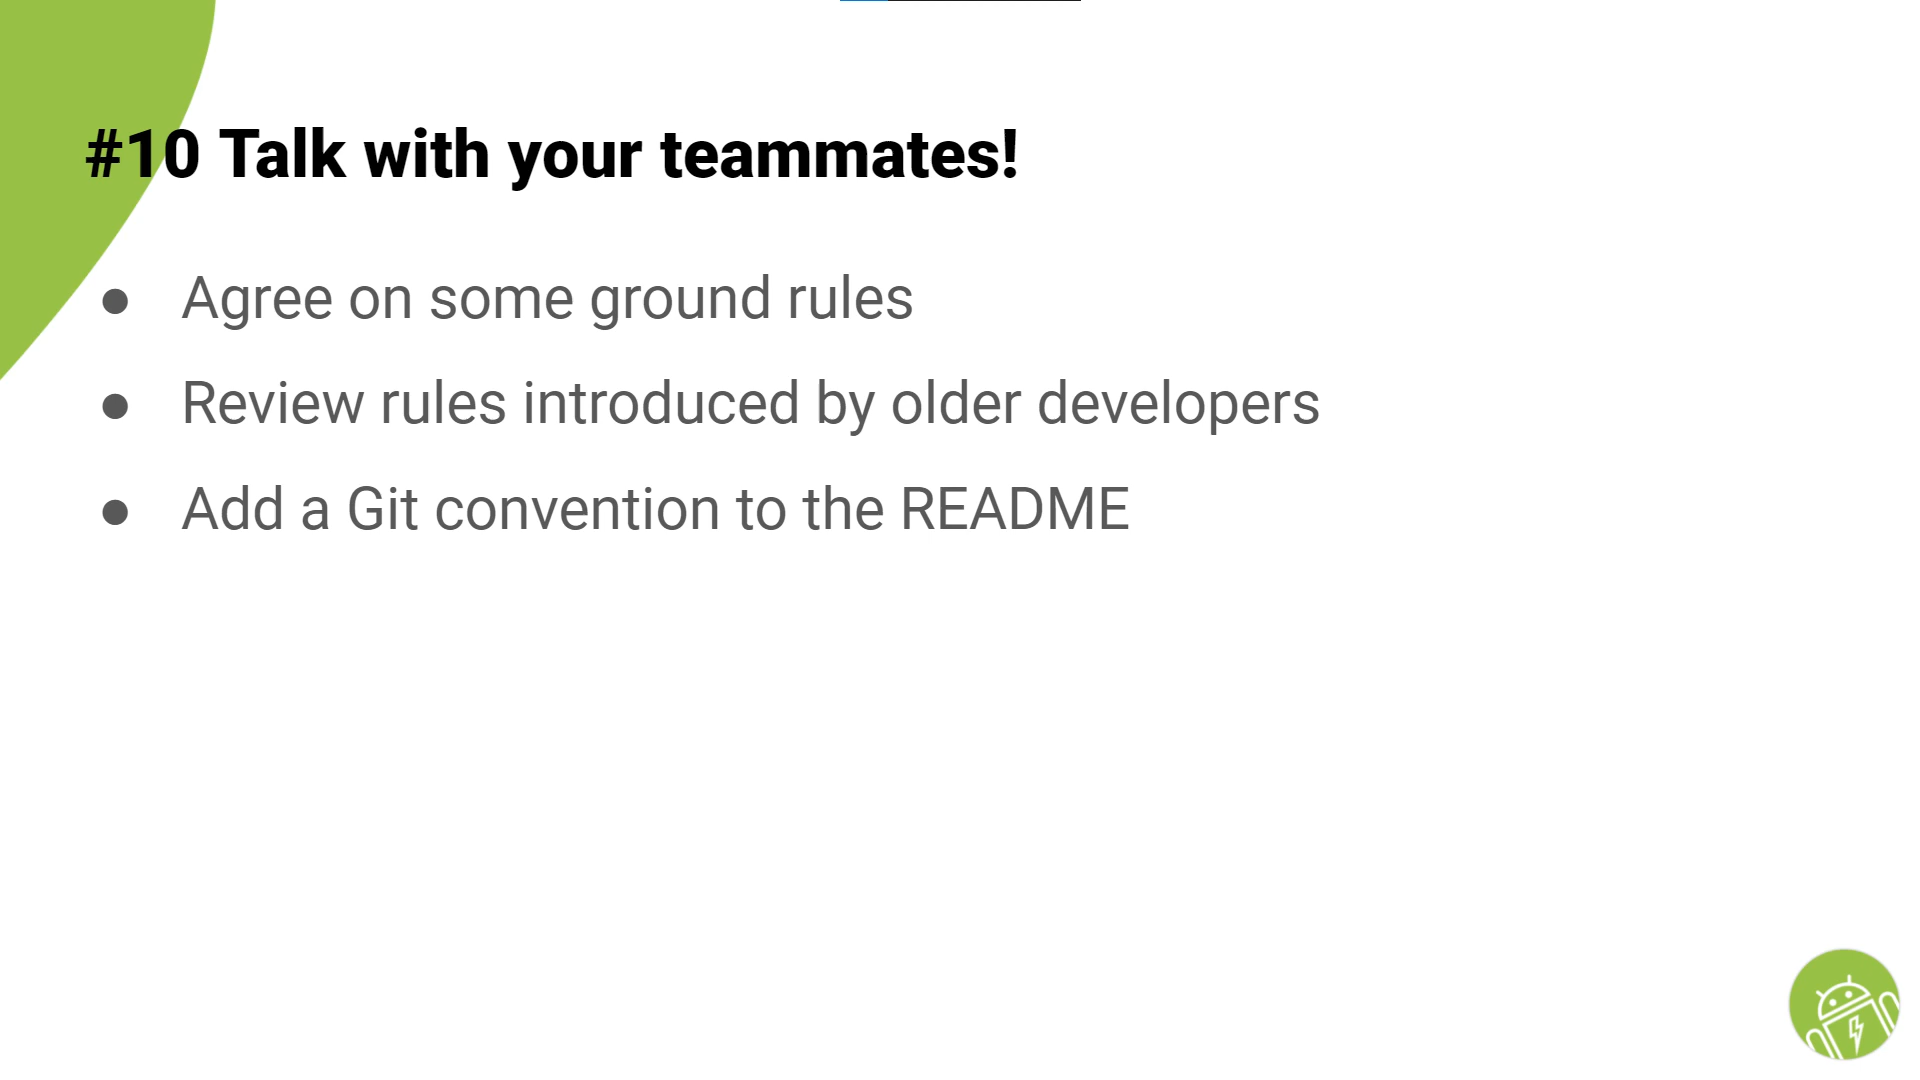 #10 Talk with your teammates!
● Agree on some ground rules
● Review rules introduced by older developers
● Add a Git convention to the README